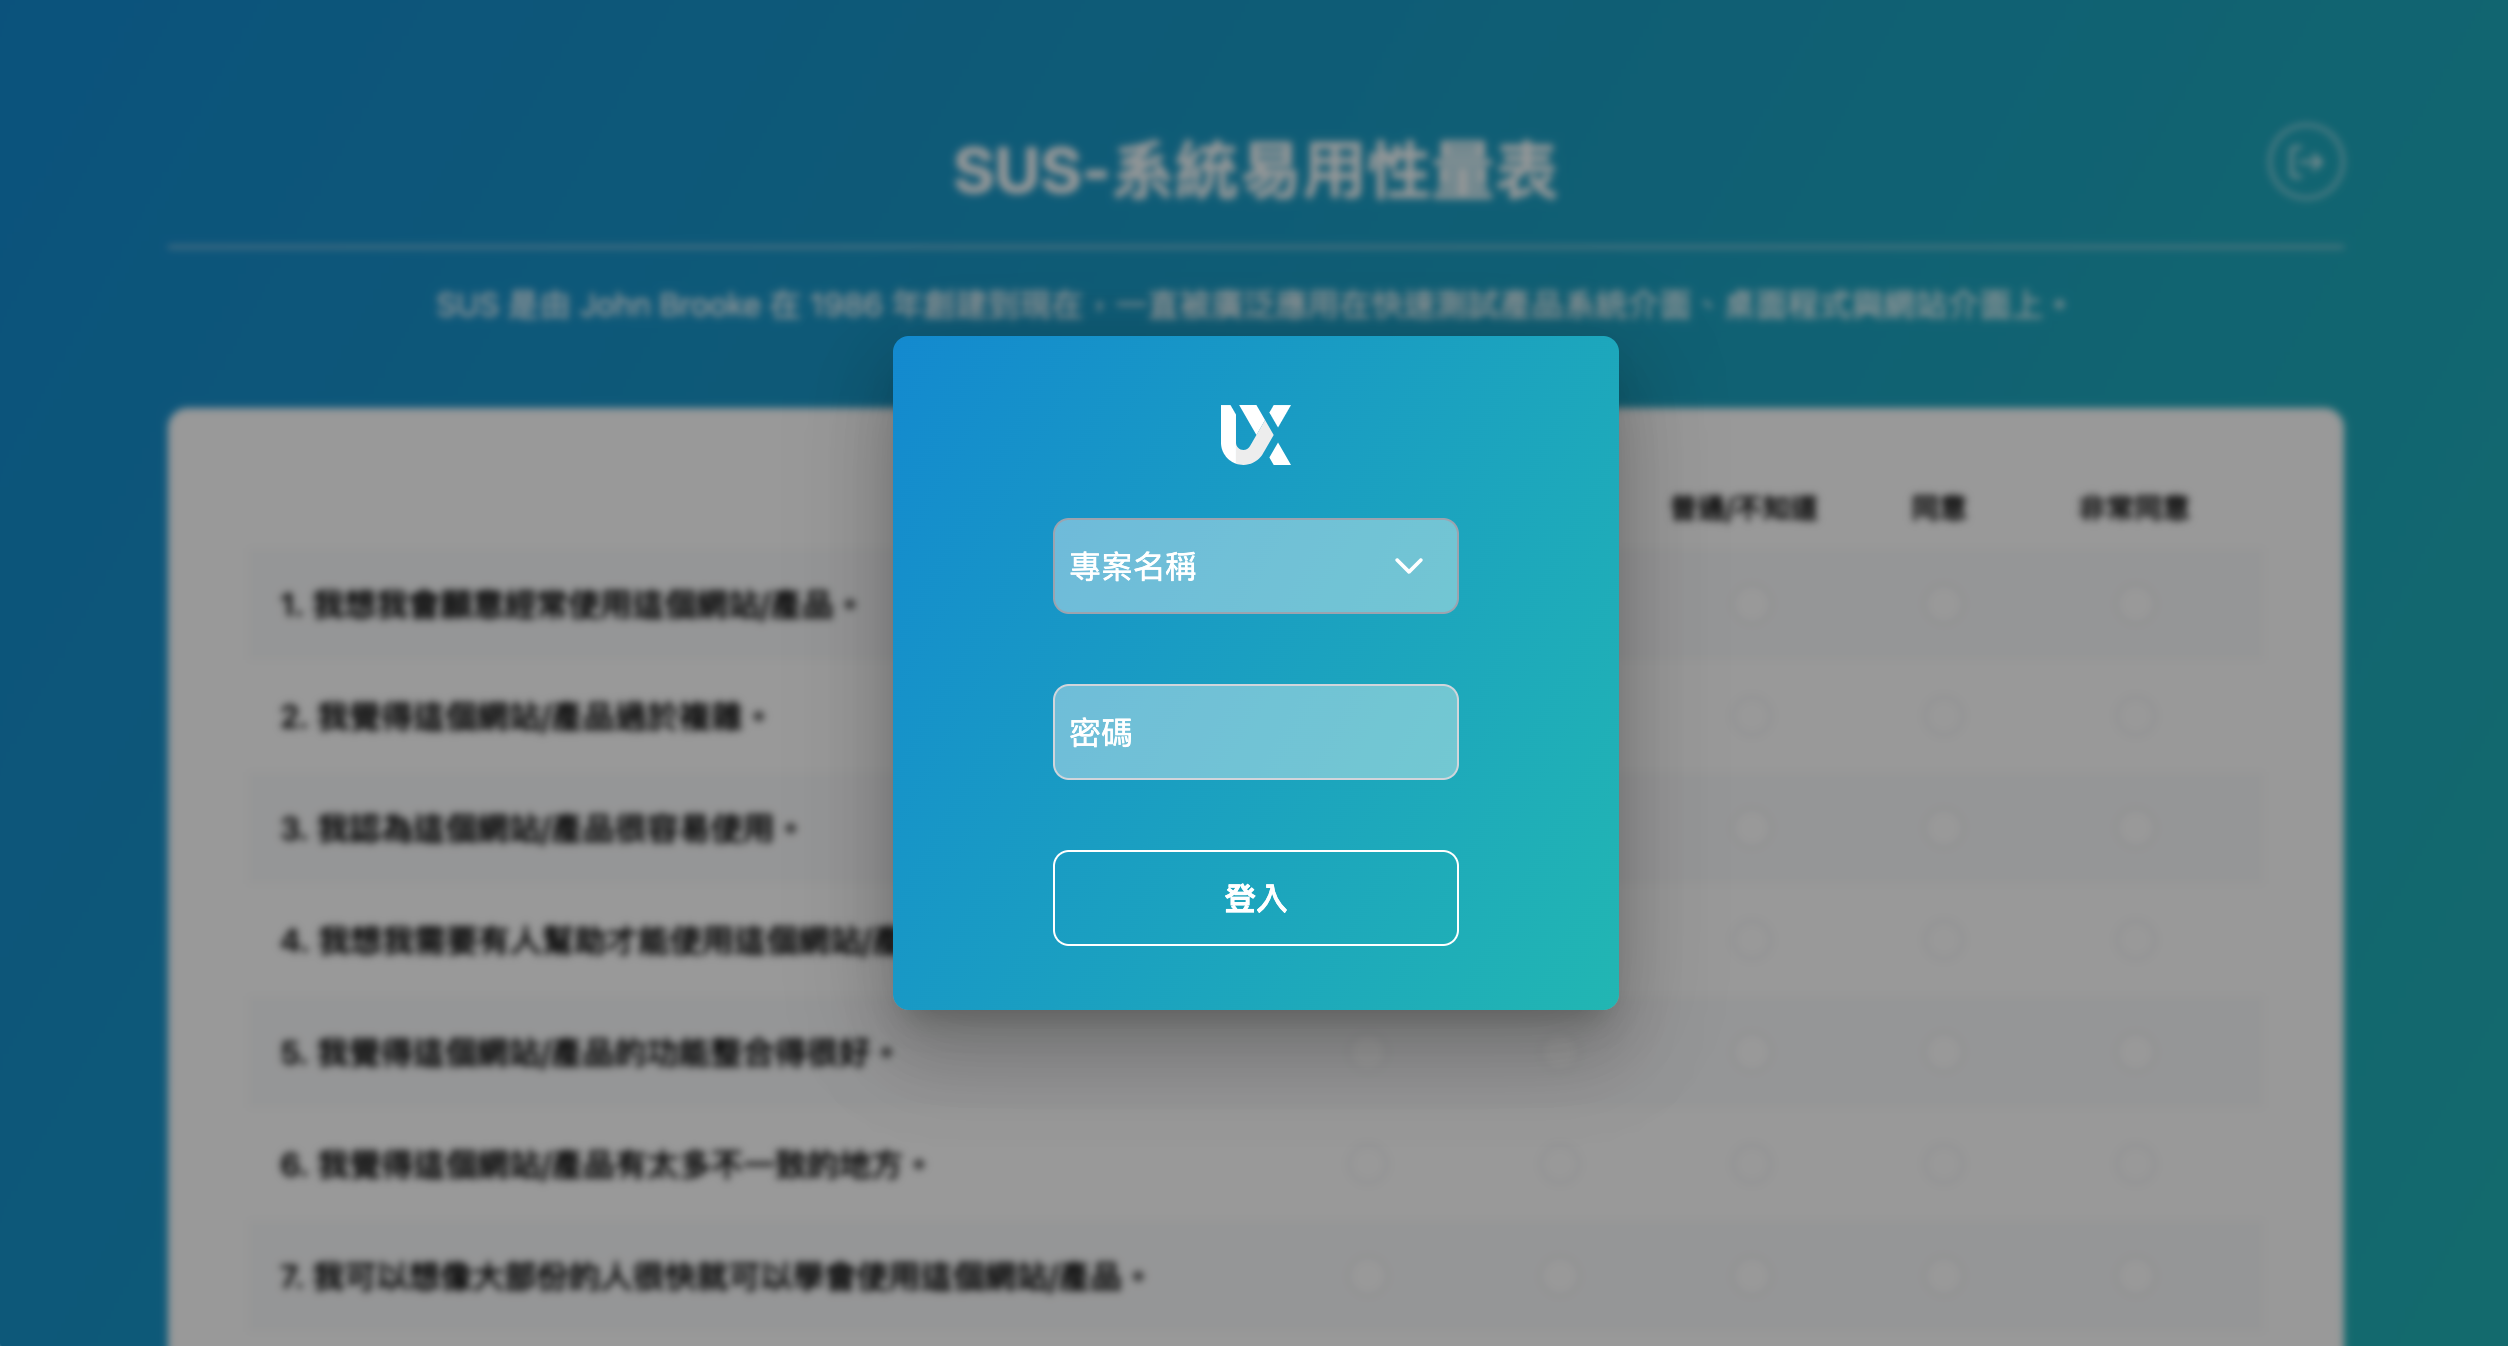 SUS-系統易用性量表
SUS 是由 John Brooke 在 1986 年創建到現在，一直被廣泛應用在快速測試產品系統介面、桌面程式與網站介面上。
UX
普通/不知道 同意 非常同意
專案名稱
1. 我想我會願意經常使用這個網站/產品。
2. 我覺得這個網站/產品過於複雜。
密碼
3. 我認為這個網站/產品很容易使用。
登入
4. 我想我需要有人幫助才能使用這個網站/產
5. 我覺得這個網站/產品的功能整合得很好。
6. 我覺得這個網站/產品有太多不一致的地方。
7. 我可以想像大部份的人很快就可以學會使用這個網站/產品。